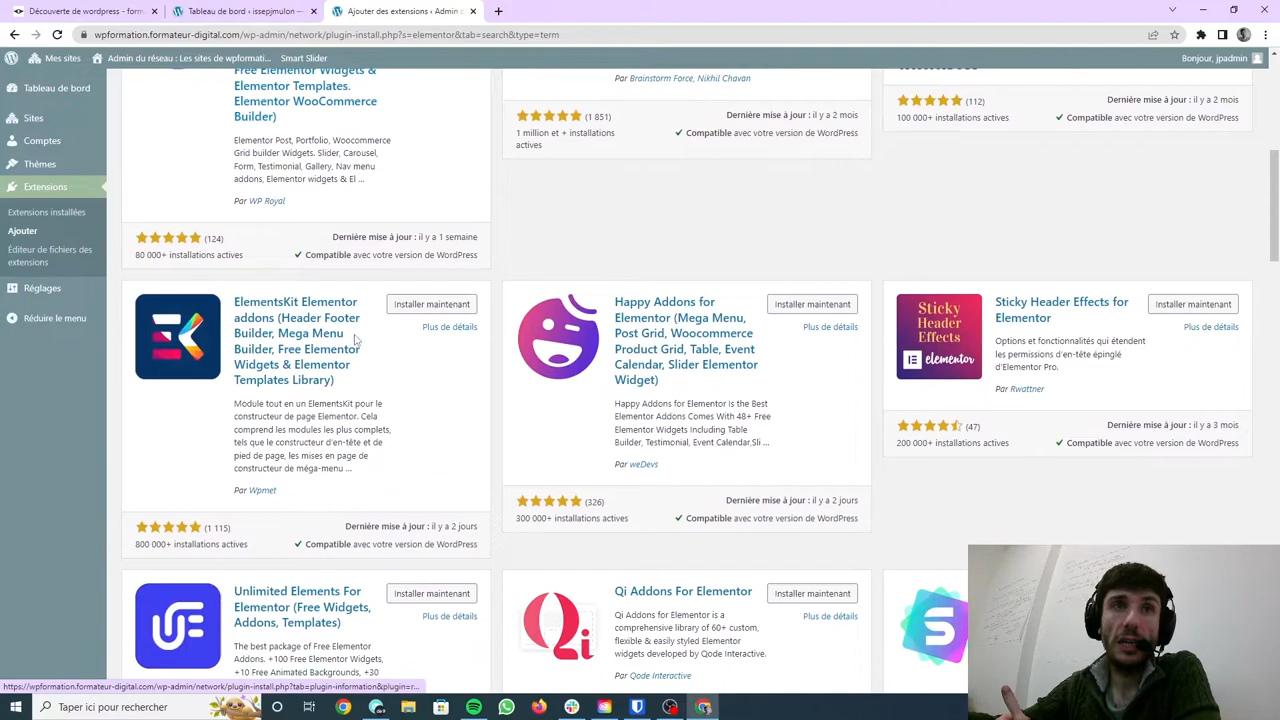 Découverte de wordpress - form
Tableau de bord ‹ issepjmolon —
Ajouter des extensions ‹ Admin d
wpformation.formateur-digital.com/wp-admin/network/plugin-install.php?s=elementor&tab=search&type=term
Mes sites
Admin du réseau : Les sites de wpformati...
Smart Slider
Bonjour, jpadmin
Tableau de bord
Sites
Comptes
Thèmes
Extensions
Extensions installées
Ajouter
Éditeur de fichiers des
extensions
Réglages
Réduire le menu
Free Elementor Widgets &
Elementor Templates.
Elementor WooCommerce
Builder)
Elementor Post, Portfolio, Woocommerce
Grid builder Widgets. Slider, Carousel,
Form, Testimonial, Gallery, Nav menu
addons, Elementor widgets & El ...
Par WP Royal
(124)
80 000+ installations actives
Dernière mise à jour : il y a 1 semaine
Compatible avec votre version de WordPress
Par Brainstorm Force, Nikhil Chavan
(1 851)
1 million et + installations
actives
Dernière mise à jour : il y a 2 mois
Compatible avec votre version de WordPress
(112)
100 000+ installations actives
Dernière mise à jour : il y a 2 mois
Compatible avec votre version de WordPress
ElementsKit Elementor
addons (Header Footer
Builder, Mega Menu
Builder, Free Elementor
Widgets & Elementor
Templates Library)
Installer maintenant
Plus de détails
Module tout en un ElementsKit pour le
constructeur de page Elementor. Cela
comprend les modules les plus complets,
tels que le constructeur d'en-tête et de
pied de page, les mises en page de
constructeur de méga-menu ...
Par Wpmet
(1 115)
800 000+ installations actives
Dernière mise à jour : il y a 2 jours
Compatible avec votre version de WordPress
Happy Addons for
Elementor (Mega Menu,
Post Grid, Woocommerce
Product Grid, Table, Event
Calendar, Slider Elementor
Widget)
Installer maintenant
Plus de détails
Happy Addons for Elementor Is the Best
Elementor Addons Comes With 48+ Free
Elementor Widgets Including Table
Builder, Testimonial, Event Calendar,Sli ...
Par weDevs
(326)
300 000+ installations actives
Dernière mise à jour : il y a 2 jours
Compatible avec votre version de WordPress
Sticky
Header
Effects
elementor
Sticky Header Effects for
Elementor
Installer maintenant
Plus de détails
Options et fonctionnalités qui étendent
les permissions d'en-tête épinglé
d'Elementor Pro.
Par Rwattner
(47)
200 000+ installations actives
Dernière mise à jour : il y a 3 mois
Compatible avec votre version de WordPress
Unlimited Elements For
Elementor (Free Widgets,
Addons, Templates)
Installer maintenant
Plus de détails
The best package of Free Elementor
Addons. +100 Free Elementor Widgets,
+10 Free Animated Backgrounds, +30
Qi
Qi Addons For Elementor
Installer maintenant
Plus de détails
Qi Addons for Elementor is a
comprehensive library of 60+ custom,
flexible & easily styled Elementor
widgets developed by Qode Interactive.
Par Qode Interactive
https://wpformation.formateur-digital.com/wp-admin/network/plugin-install.php?tab=plugin-information&plugin=r...
Taper ici pour rechercher